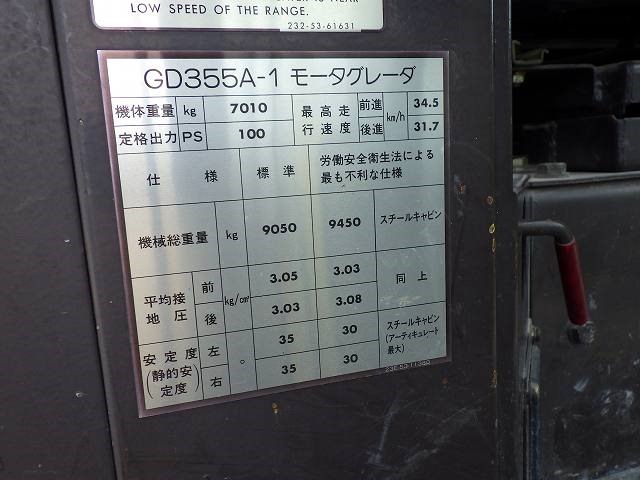 LOW SPEED OF THE RANGE.
232-53-61631
GD355A-1 モータグレーダ
機体重量 kg 7010 最高走行速度 前進 km/h 34.5
定格出力 PS 100 後進 31.7
仕様 標準 労働安全衛生法による
最も不利な仕様
機械総重量 kg 9050 9450 スチールキャビン
平均接地圧 前 kg/cm² 3.05 3.03 同上
後 3.03 3.08
安定度 左 ° 35 30 スチールキャビン
(静的安定度) 右 35 30 (アーティキュレート
最大)